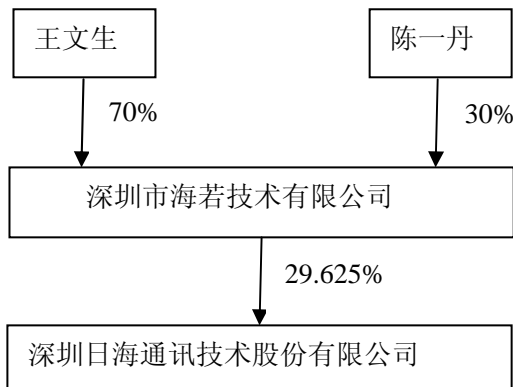 王文生
陈一丹
70%
30%
深圳市海若技术有限公司
29.625%
深圳日海通讯技术股份有限公司